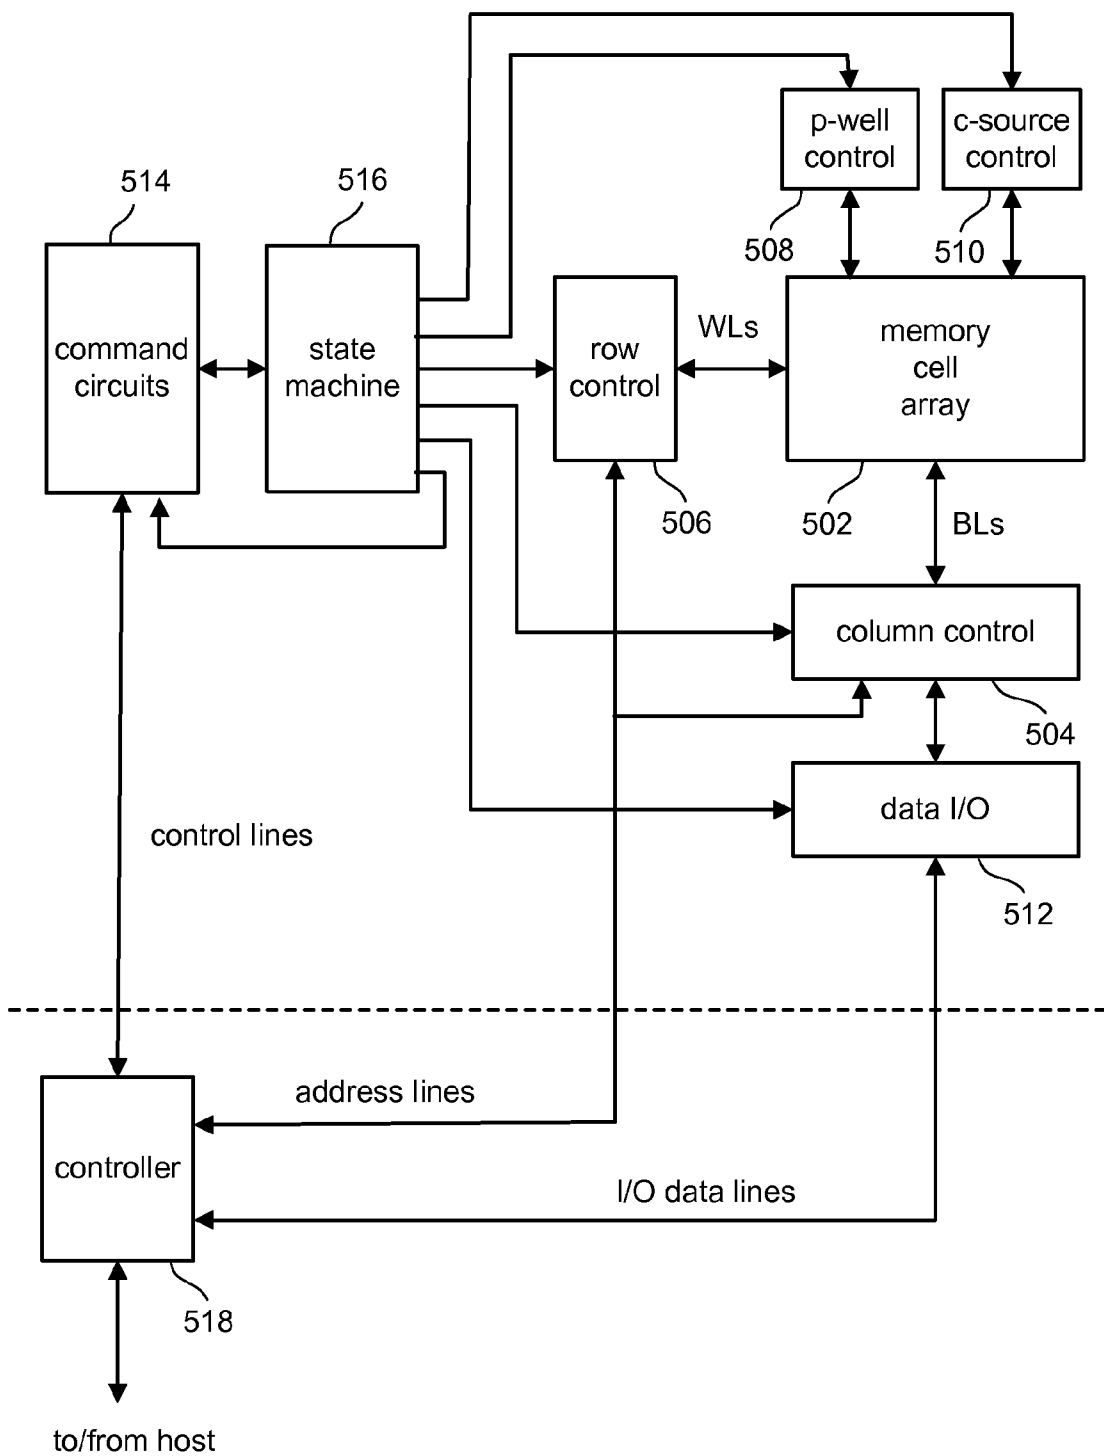 p-well
control
c-source
control
514
516
508
510
command
circuits
state
machine
row
control
WLs
memory
cell
array
506
502
BLs
column control
504
data I/O
control lines
512
address lines
controller
I/O data lines
518
to/from host